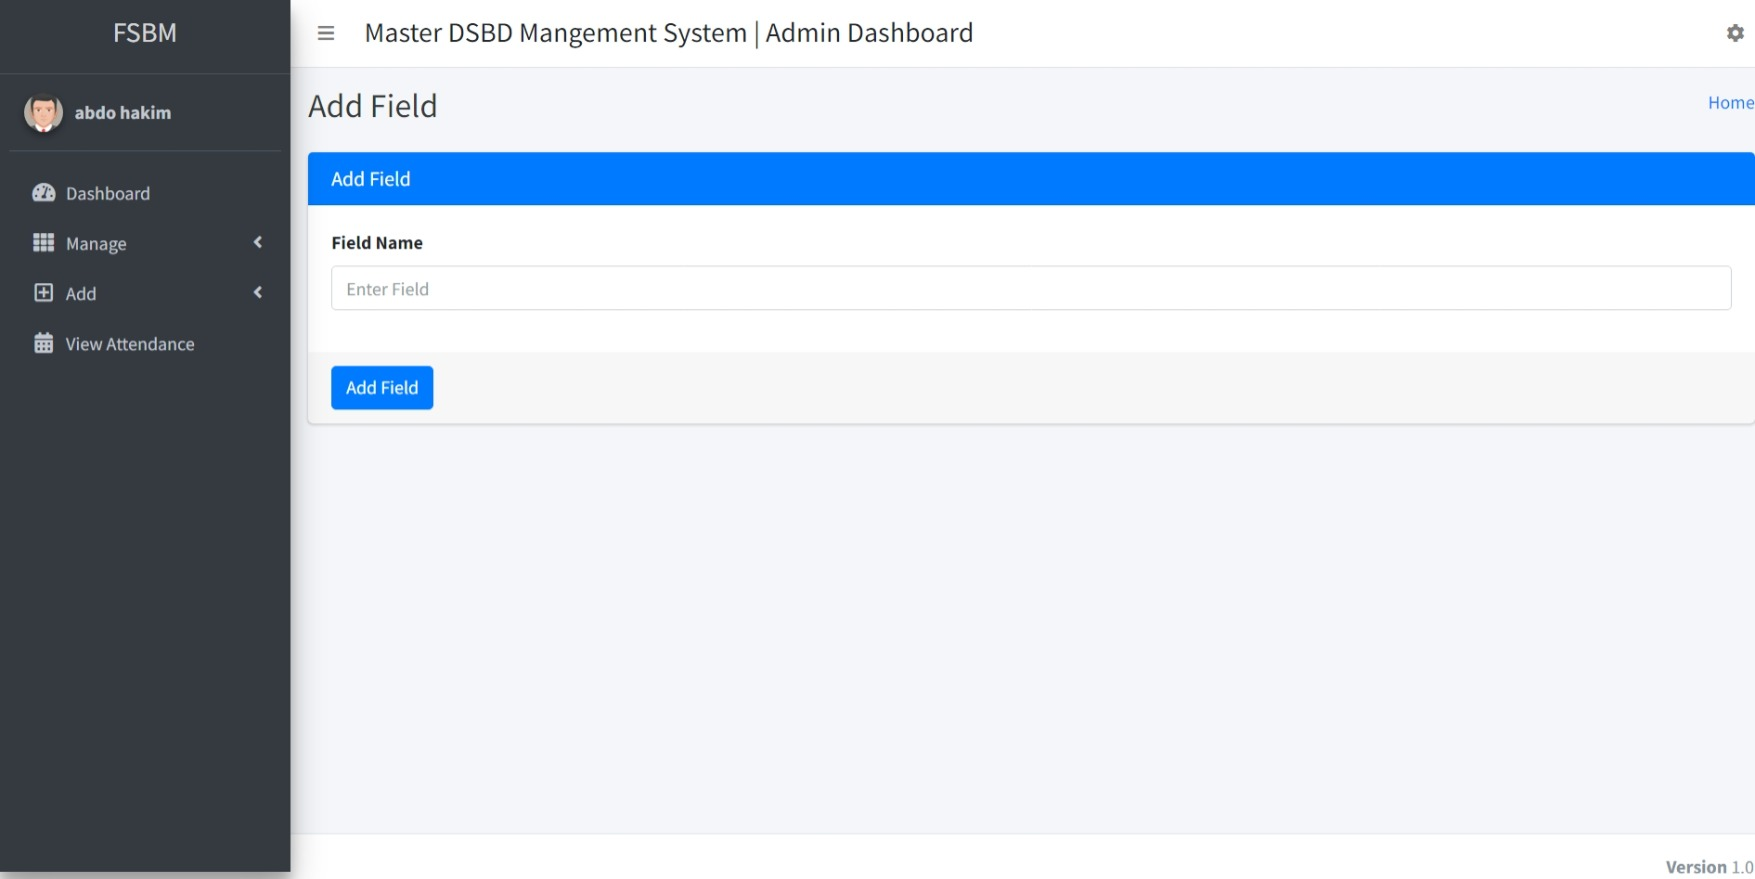 FSBM
Master DSBD Mangement System | Admin Dashboard
abdo hakim
Dashboard
Manage
Add
View Attendance
Add Field
Home
Add Field
Field Name
Enter Field
Add Field
Version 1.0